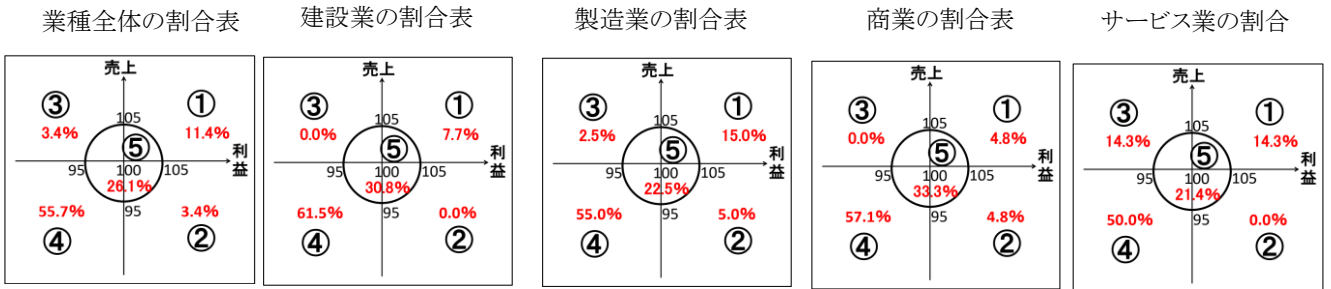 業種全体の割合表
売上
③ ①
3.4% 105 11.4%
⑤
利益
95 100 105
26.1%
55.7% 95 3.4%
④ ②
建設業の割合表
売上
③ ①
0.0% 105 7.7%
⑤
利益
95 100 105
30.8%
61.5% 95 0.0%
④ ②
製造業の割合表
売上
③ ①
2.5% 105 15.0%
⑤
利益
95 100 105
22.5%
55.0% 95 5.0%
④ ②
商業の割合表
売上
③ ①
0.0% 105 4.8%
⑤
利益
95 100 105
33.3%
57.1% 95 4.8%
④ ②
サービス業の割合
売上
③ ①
14.3% 105 14.3%
⑤
利益
95 100 105
21.4%
50.0% 95 0.0%
④ ②